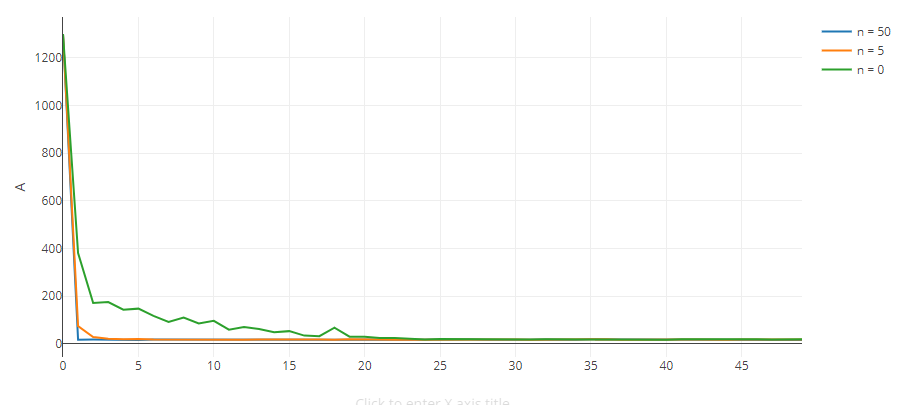 1200
1000
800
600
400
200
0
A
0 5 10 15 20 25 30 35 40 45
Click to enter X axis title
n = 50
n = 5
n = 0